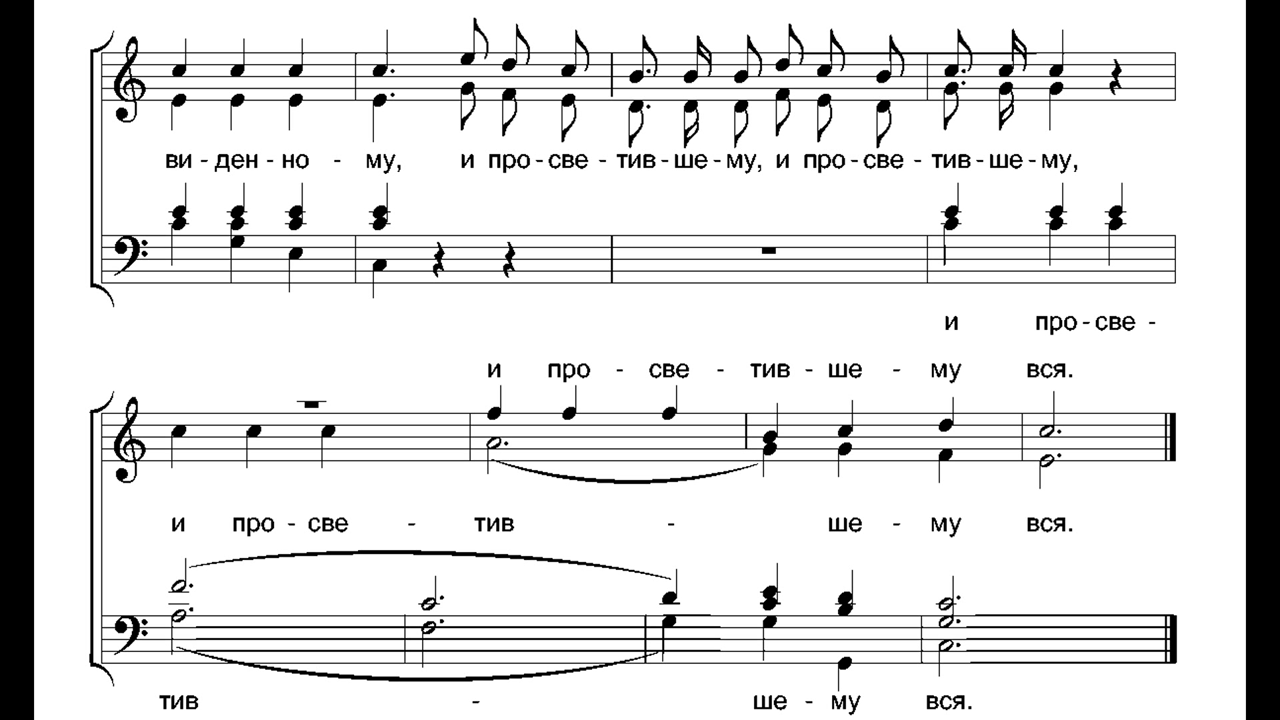 ви - ден - но - му, и про - све - тив - ше - му, и про - све - тив - ше - му,
и про - све -
и про - све - тив - ше - му вся.
и про - све - тив - ше - му вся.
тив - ше - му вся.